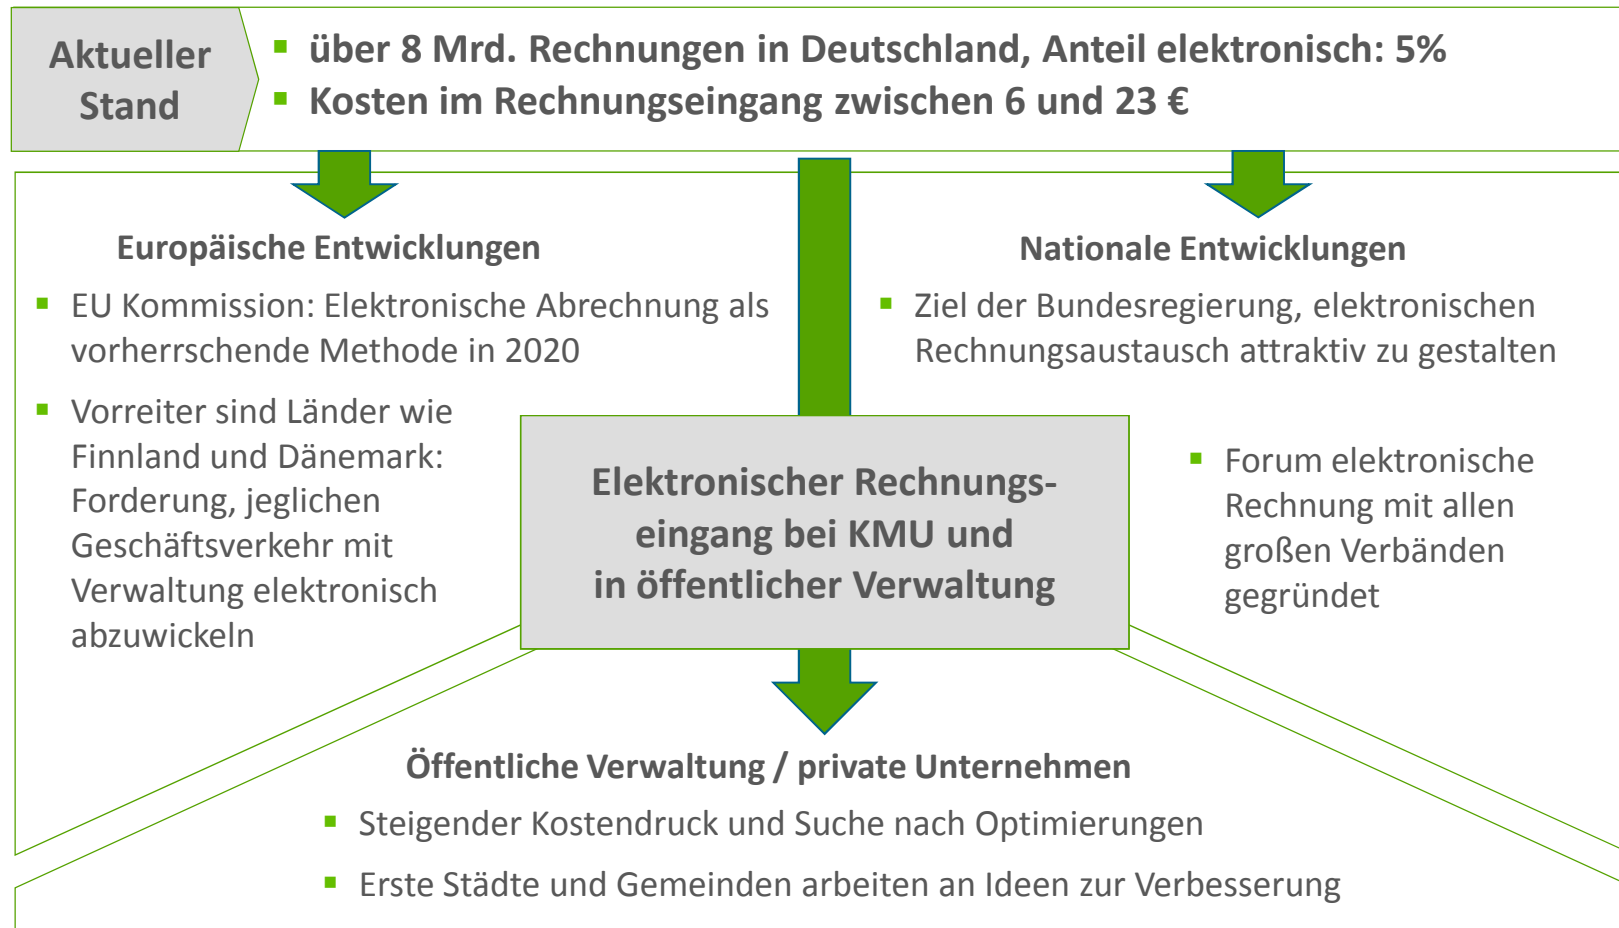 Aktueller
Stand
▪ über 8 Mrd. Rechnungen in Deutschland, Anteil elektronisch: 5%
▪ Kosten im Rechnungseingang zwischen 6 und 23 €
Europäische Entwicklungen
▪ EU Kommission: Elektronische Abrechnung als
vorherrschende Methode in 2020
▪ Vorreiter sind Länder wie
Finnland und Dänemark:
Forderung, jeglichen
Geschäftsverkehr mit
Verwaltung elektronisch
abzuwickeln
Nationale Entwicklungen
▪ Ziel der Bundesregierung, elektronischen
Rechnungsaustausch attraktiv zu gestalten
▪ Forum elektronische
Rechnung mit allen
großen Verbänden
gegründet
Elektronischer Rechnungs-
eingang bei KMU und
in öffentlicher Verwaltung
Öffentliche Verwaltung / private Unternehmen
▪ Steigender Kostendruck und Suche nach Optimierungen
▪ Erste Städte und Gemeinden arbeiten an Ideen zur Verbesserung